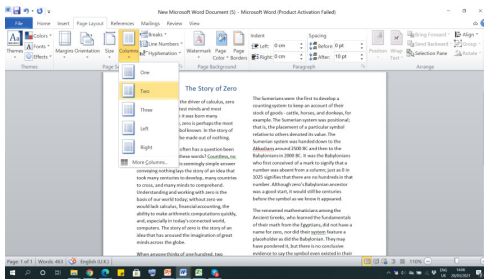 New Microsoft Word Document (5) - Microsoft Word (Product Activation Failed)
File Home Insert Page Layout References Mailings Review View
Colors
Fonts
Effects
Themes Margins Orientation Size Columns
Breaks
Line Numbers
Hyphenation
Watermark Page Color Page Borders
Indent
Left: 0 cm
Right: 0 cm
Spacing
Before: 0 pt
After: 10 pt
Position Wrap Text
Bring Forward
Send Backward
Selection Pane
Align
Group
Rotate
Themes Page Background Paragraph Arrange
One
Two
Three
Left
Right
More Columns...
The Story of Zero
the driver of calculus, zero
test minds and most
it was born many
zero is perhaps the most
bol known. In the story of
be made out of nothing.
often has a question been
these words? Countless, no
seemingly simple answer
conveying nothing lays the story of an idea that
took many centuries to develop, many countries
to cross, and many minds to comprehend.
Understanding and working with zero is the
basis of our world today; without zero we
would lack calculus, financial accounting, the
ability to make arithmetic computations quickly,
and, especially in today's connected world,
computers. The story of zero is the story of an
idea that has aroused the imagination of great
minds across the globe.
When anyone thinks of one hundred, two
The Sumerians were the first to develop a
counting system to keep an account of their
stock of goods - cattle, horses, and donkeys, for
example. The Sumerian system was positional;
that is, the placement of a particular symbol
relative to others denoted its value. The
Sumerian system was handed down to the
Akkadians around 2500 BC and then to the
Babylonians in 2000 BC. It was the Babylonians
who first conceived of a mark to signify that a
number was absent from a column; just as 0 in
1025 signifies that there are no hundreds in that
number. Although zero's Babylonian ancestor
was a good start, it would still be centuries
before the symbol as we know it appeared.
The renowned mathematicians among the
Ancient Greeks, who learned the fundamentals
of their math from the Egyptians, did not have a
name for zero, nor did their system feature a
placeholder as did the Babylonian. They may
have pondered it, but there is no conclusive
evidence to say the symbol even existed in their
Page: 1 of 1 Words: 463 English (U.K.) 110%
ENG
UK
14:06